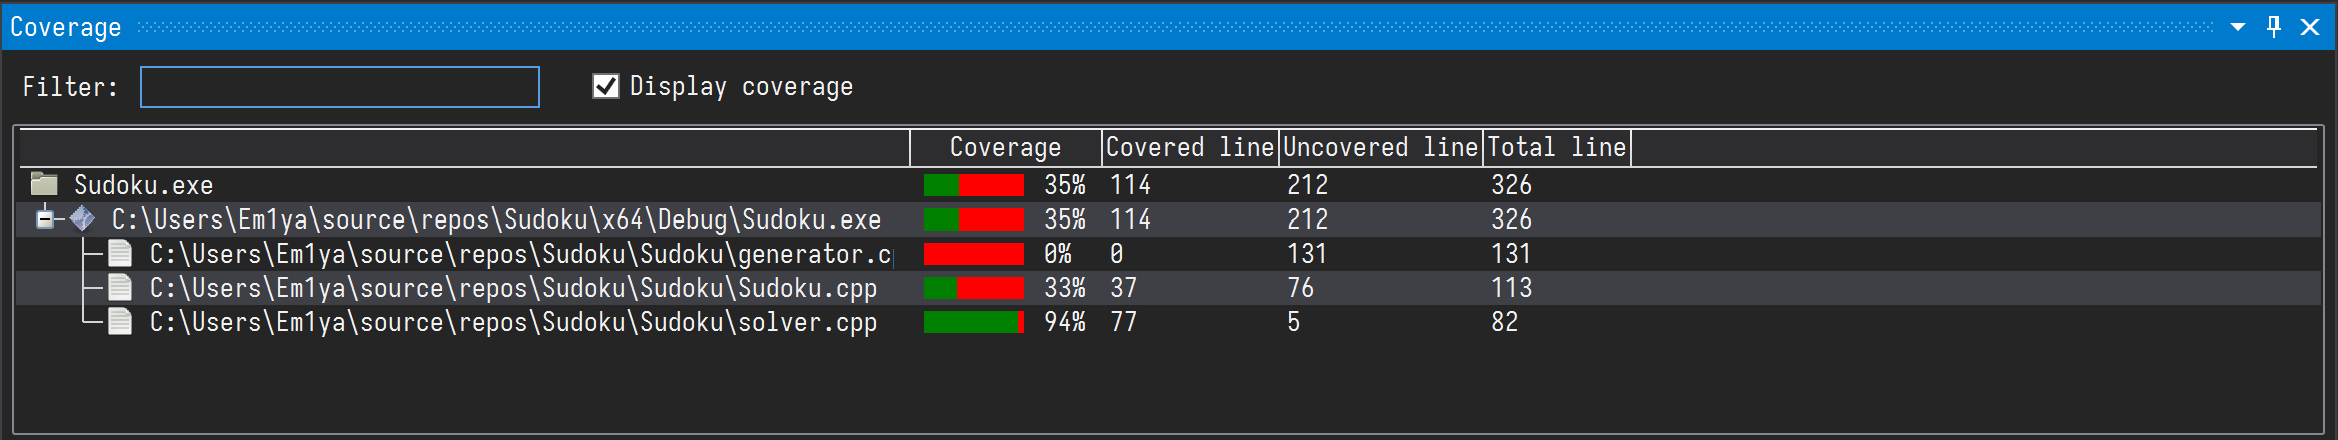 Coverage
Filter: Display coverage
Coverage Covered line Uncovered line Total line
Sudoku.exe 35% 114 212 326
C:\Users\Em1ya\source\repos\Sudoku\x64\Debug\Sudoku.exe 35% 114 212 326
C:\Users\Em1ya\source\repos\Sudoku\Sudoku\generator.c 0% 0 131 131
C:\Users\Em1ya\source\repos\Sudoku\Sudoku\Sudoku.cpp 33% 37 76 113
C:\Users\Em1ya\source\repos\Sudoku\Sudoku\solver.cpp 94% 77 5 82